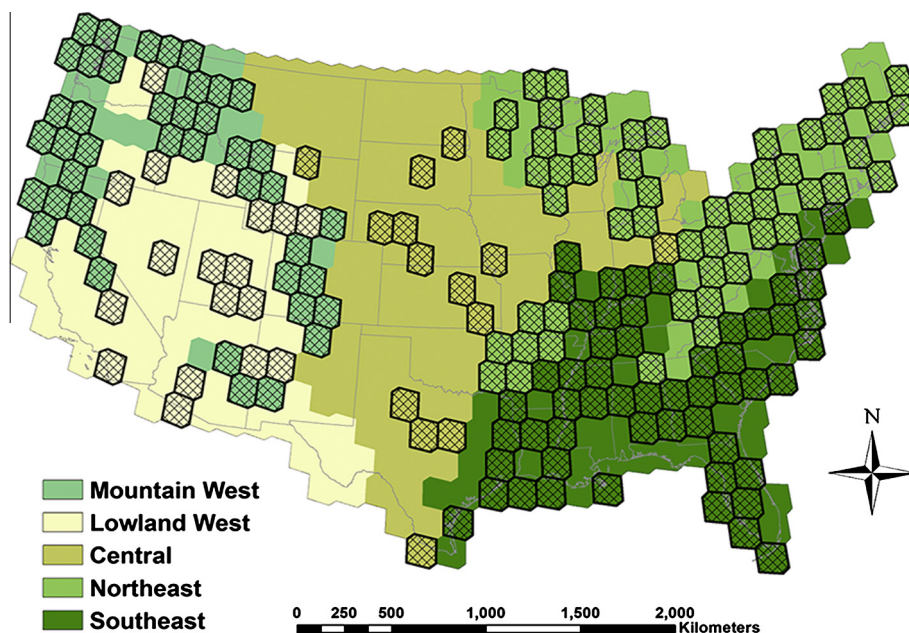 N
Mountain West
Lowland West
Central
Northeast
Southeast
0 250 500 1,000 1,500 2,000
Kilometers